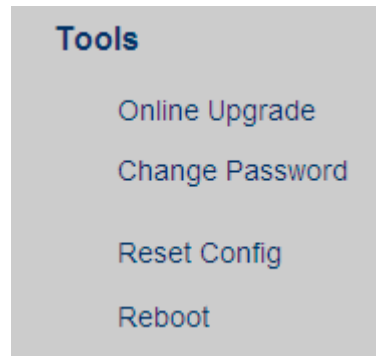 Tools
Online Upgrade
Change Password
Reset Config
Reboot